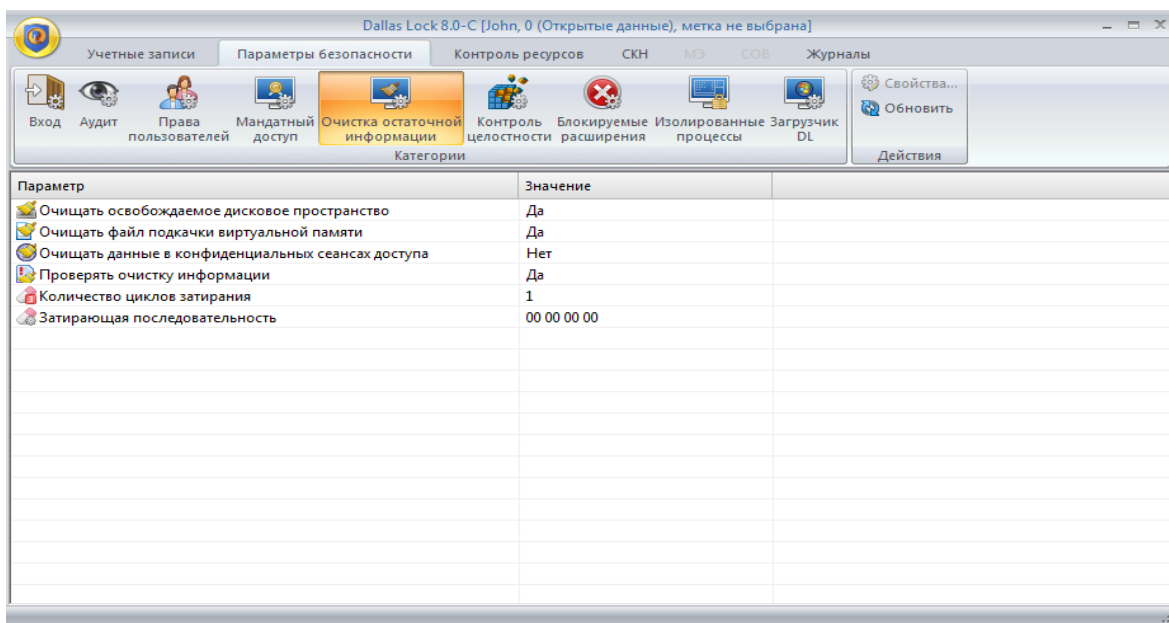 Dallas Lock 8.0-C [John, 0 (Открытые данные), метка не выбрана]
Учетные записи Параметры безопасности Контроль ресурсов СКН МЭ СОВ Журналы
Вход Аудит Права пользователей Мандатный доступ Очистка остаточной информации Контроль целостности Блокируемые расширения Изолированные процессы Загрузчик DL
Свойства...
Обновить
Категории Действия
Параметр Значение
Очищать освобождаемое дисковое пространство Да
Очищать файл подкачки виртуальной памяти Да
Очищать данные в конфиденциальных сеансах доступа Нет
Проверять очистку информации Да
Количество циклов затирания 1
Затирающая последовательность 00 00 00 00